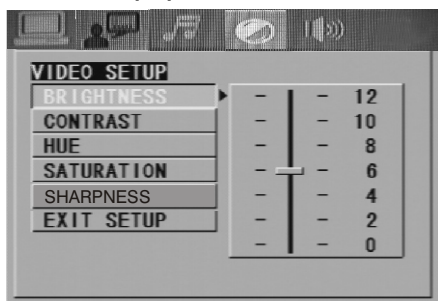 VIDEO SETUP
BRIGHTNESS
CONTRAST
HUE
SATURATION
SHARPNESS
EXIT SETUP
12
10
8
6
4
2
0